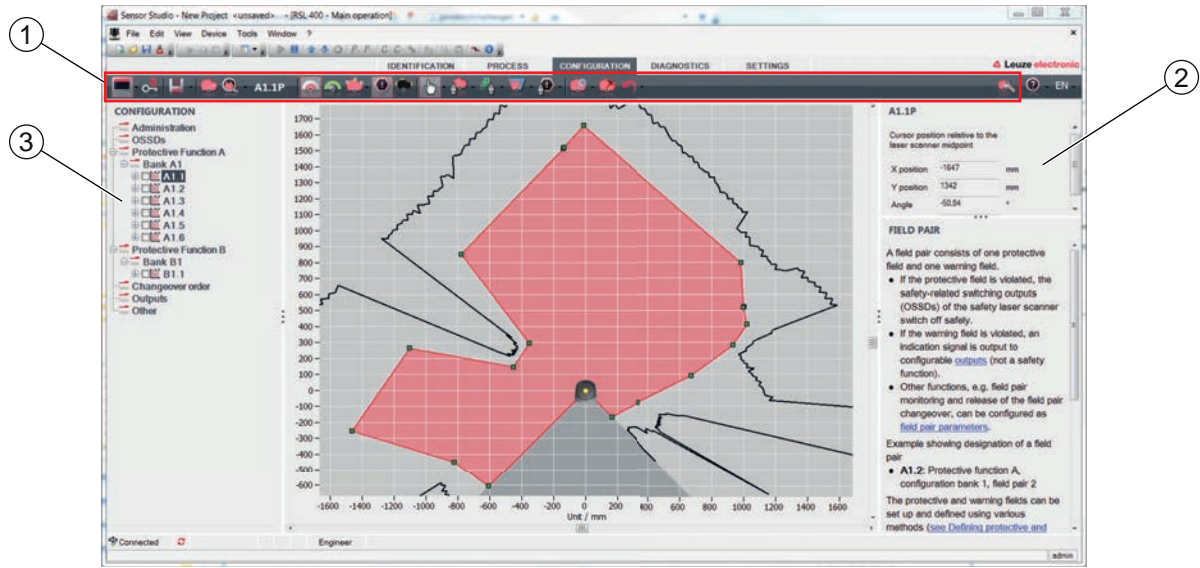 Sensor Studio - New Project <unsaved> - [RSL 400 - Main operation]
File Edit View Device Tools Window ?
IDENTIFICATION PROCESS CONFIGURATION DIAGNOSTICS SETTINGS
Leuze electronic
1
A1.1P
EN
2
3
CONFIGURATION
Administration
OSSDs
Protective Function A
Bank A1
A1.1
A1.2
A1.3
A1.4
A1.5
A1.6
Protective Function B
Bank B1
B1.1
Changeover order
Outputs
Other
1700
1600
1500
1400
1300
1200
1100
1000
900
800
700
600
500
400
300
200
100
0
-100
-200
-300
-400
-500
-600
-1600 -1400 -1200 -1000 -800 -600 -400 -200 0 200 400 600 800 1000 1200 1400 1600
Unit / mm
A1.1P
Cursor position relative to the
laser scanner midpoint
X position -1647 mm
Y position 1342 mm
Angle -50,84 °
FIELD PAIR
A field pair consists of one protective
field and one warning field.
• If the protective field is violated, the
safety-related switching outputs
(OSSDs) of the safety laser scanner
switch off safely.
• If the warning field is violated, an
indication signal is output to
configurable outputs (not a safety
function).
• Other functions, e.g. field pair
monitoring and release of the field pair
changeover, can be configured as
field pair parameters.
Example showing designation of a field
pair
• A1.2: Protective function A,
configuration bank 1, field pair 2
The protective and warning fields can be
set up and defined using various
methods (see Defining protective and
Connected
Engineer
admin